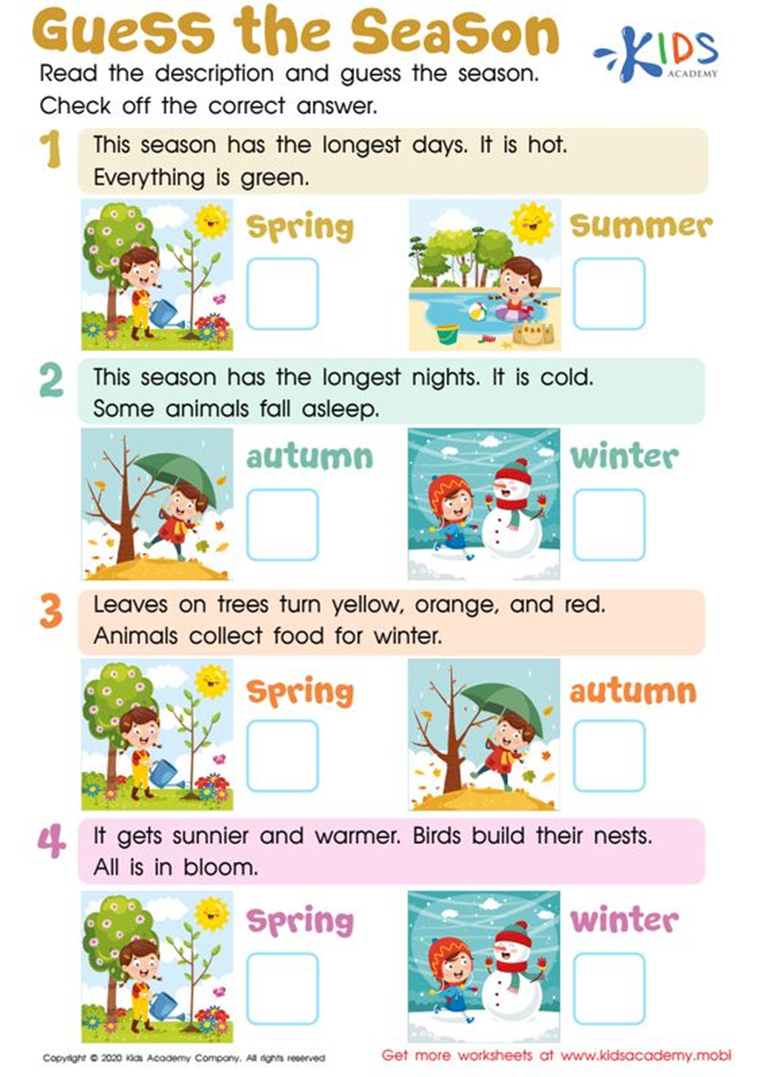 Guess the Season
KIDS
ACADEMY
Read the description and guess the season.
Check off the correct answer.
1
This season has the longest days. It is hot.
Everything is green.
Spring
Summer
2
This season has the longest nights. It is cold.
Some animals fall asleep.
autumn
winter
3
Leaves on trees turn yellow, orange, and red.
Animals collect food for winter.
Spring
autumn
4
It gets sunnier and warmer. Birds build their nests.
All is in bloom.
Spring
winter
Copyright © 2020 Kids Academy Company. All rights reserved
Get more worksheets at www.kidsacademy.mobi